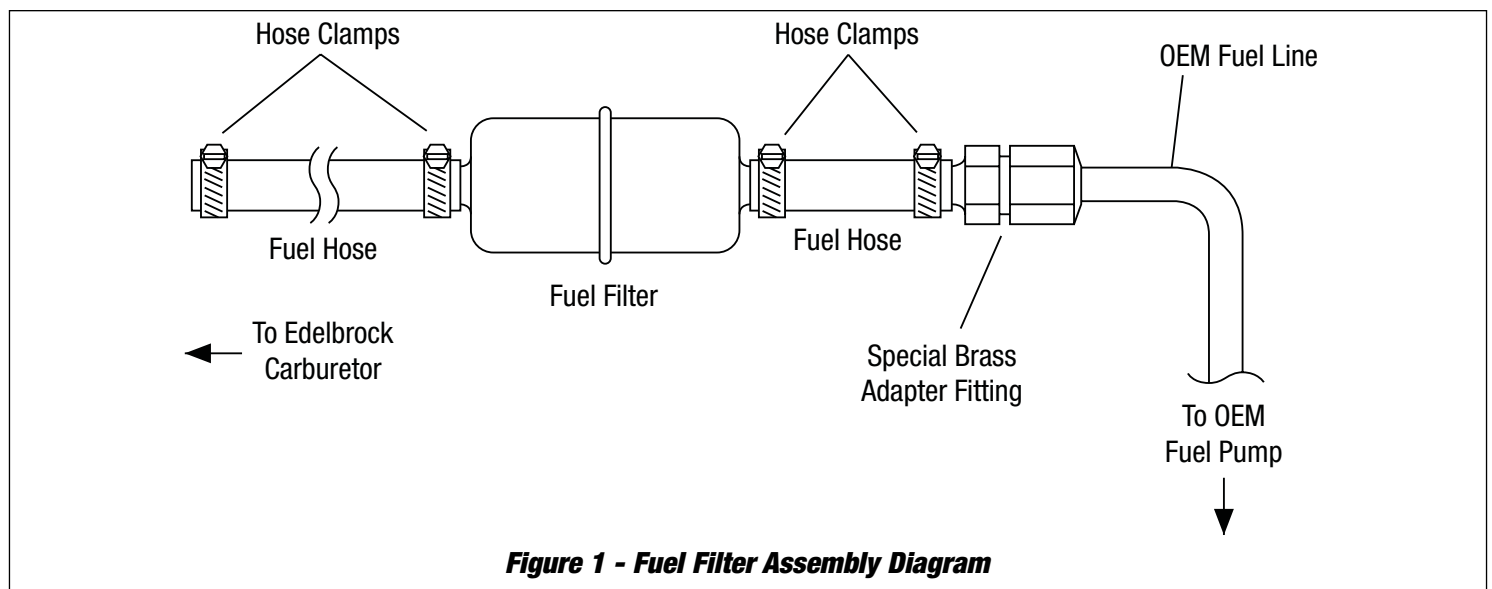 Hose Clamps
Hose Clamps
OEM Fuel Line
Fuel Hose
Fuel Hose
Fuel Filter
To Edelbrock
Carburetor
Special Brass
Adapter Fitting
To OEM
Fuel Pump
Figure 1 - Fuel Filter Assembly Diagram